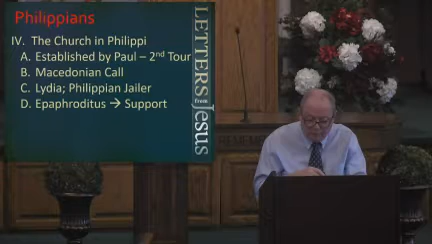 Philippians
IV. The Church in Philippi
A. Established by Paul – 2nd Tour
B. Macedonian Call
C. Lydia; Philippian Jailer
D. Epaphroditus → Support
LETTERS
from
Jesus
REMEM